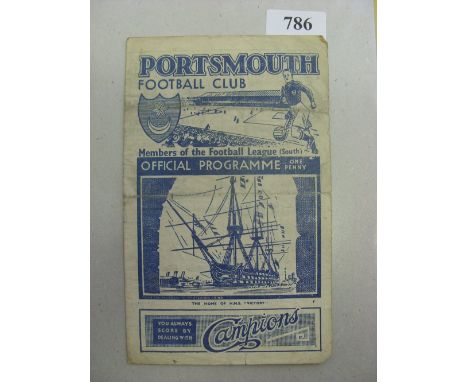 786
PORTSMOUTH
FOOTBALL CLUB
Members of the Football League (South)
OFFICIAL PROGRAMME ONE PENNY
THE HOME OF H.M.S. "VICTORY"
YOU ALWAYS
SCORE BY
DEALING WITH
Campions